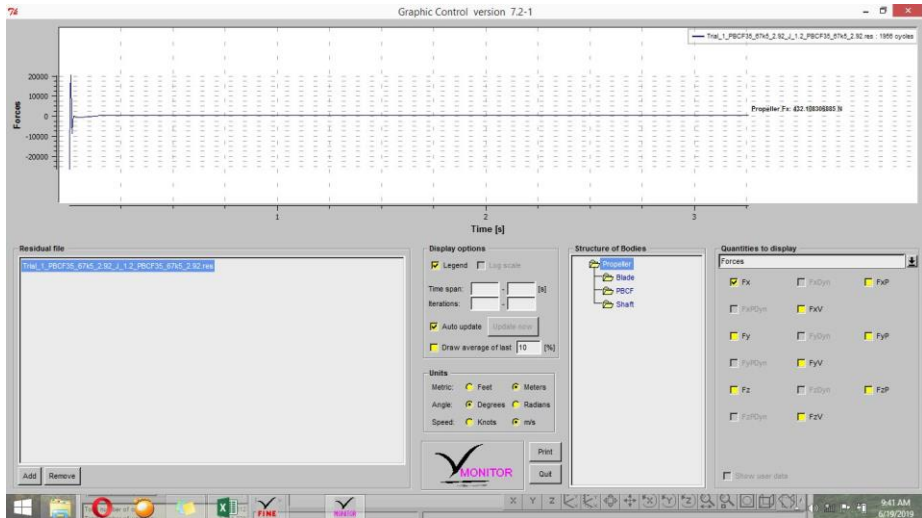 Graphic Control version 7.2-1
Trial_1_PBCF35_67k5_2.92_J_1.2_PBCF35_67k5_2.92.res : 1956 cycles
20000
10000
0
-10000
-20000
Forces
Propeller Fx:
1
2
3
Time [s]
Residual file
Trial_1_PBCF35_67k5_2.92_J_1.2_PBCF35_67k5_2.92.res
Add
Remove
Display options
Legend
Log scale
Time span: - [s]
Iterations: -
Auto update
Update now
Draw average of last 10 [%]
Units
Metric: Feet Meters
Angle: Degrees Radians
Speed: Knots m/s
MONITOR
Print
Quit
Structure of Bodies
Propeller
Blade
PBCF
Shaft
Quantities to display
Forces
Fx FxDyn FxP
FxPDyn FxV
Fy FyDyn FyP
FyPDyn FyV
Fz FzDyn FzP
FzPDyn FzV
Show user data
X Y Z
FINE
MONITOR
9:41 AM
6/19/2019